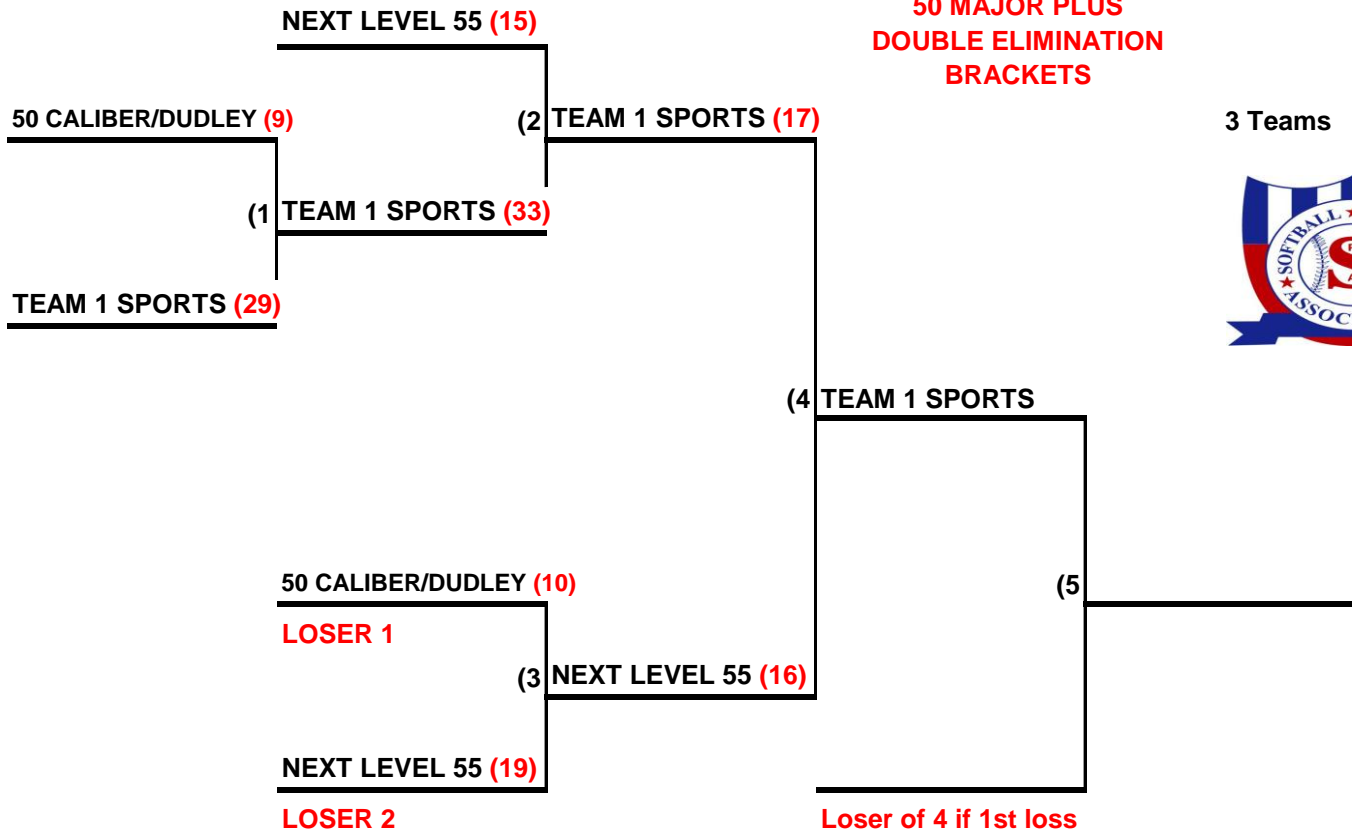 50 MAJOR PLUS
DOUBLE ELIMINATION
BRACKETS
NEXT LEVEL 55 (15)
50 CALIBER/DUDLEY (9)
(2 TEAM 1 SPORTS (17)
3 Teams
(1 TEAM 1 SPORTS (33)
TEAM 1 SPORTS (29)
SOFTBALL
(4 TEAM 1 SPORTS
50 CALIBER/DUDLEY (10)
(5
LOSER 1
(3 NEXT LEVEL 55 (16)
NEXT LEVEL 55 (19)
LOSER 2
Loser of 4 if 1st loss